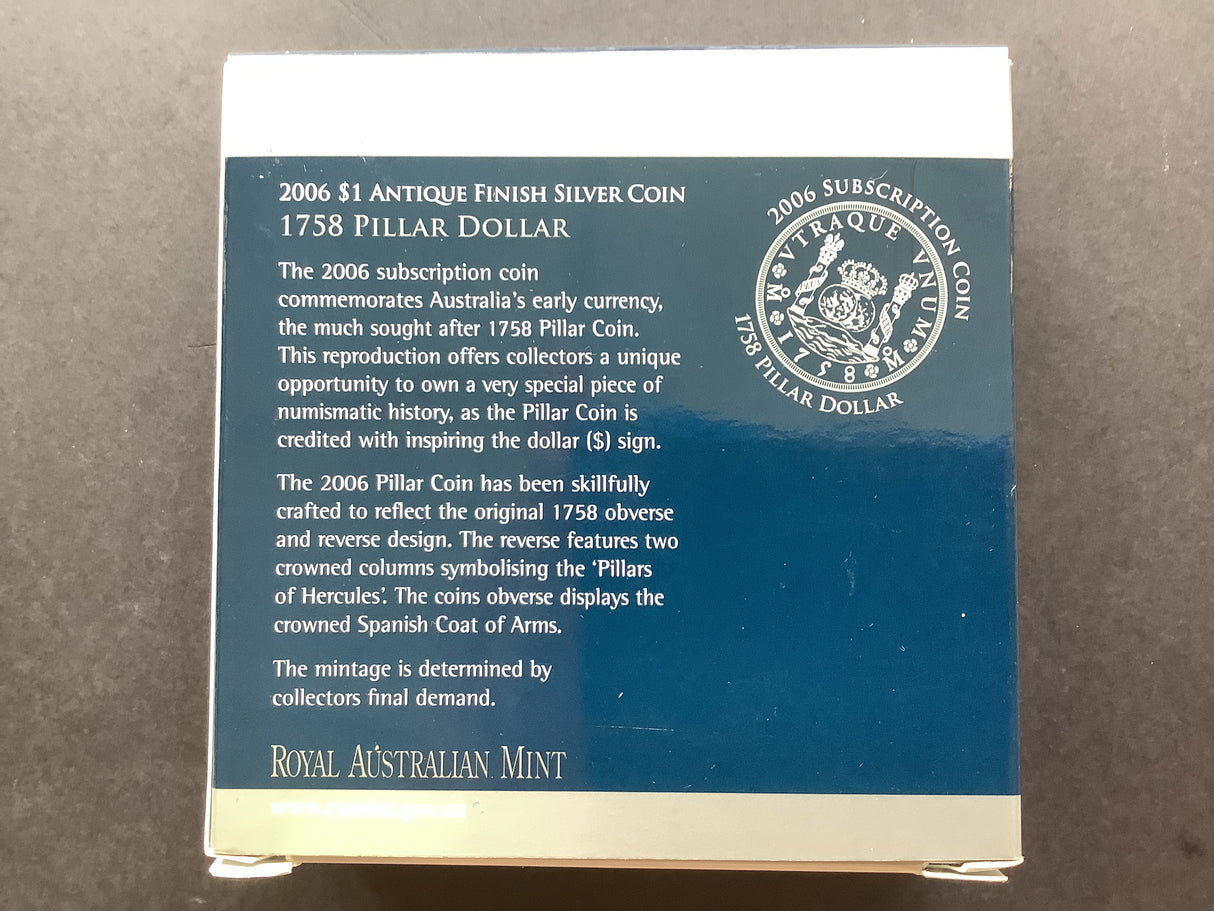 2006 $1 ANTIQUE FINISH SILVER COIN
1758 PILLAR DOLLAR
The 2006 subscription coin
commemorates Australia's early currency,
the much sought after 1758 Pillar Coin.
This reproduction offers collectors a unique
opportunity to own a very special piece of
numismatic history, as the Pillar Coin is
credited with inspiring the dollar ($) sign.
The 2006 Pillar Coin has been skillfully
crafted to reflect the original 1758 obverse
and reverse design. The reverse features two
crowned columns symbolising the ‘Pillars
of Hercules’. The coins obverse displays the
crowned Spanish Coat of Arms.
The mintage is determined by
collectors final demand.
ROYAL AUSTRALIAN MINT
2006 SUBSCRIPTION COIN
VTRAQUE VNUM
M 1758 M
1758 PILLAR DOLLAR